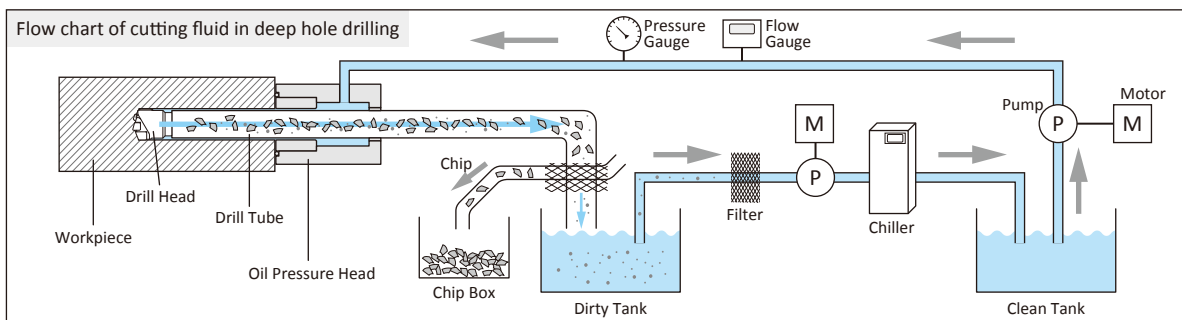 Flow chart of cutting fluid in deep hole drilling
Pressure
Gauge
Flow
Gauge
Motor
Pump
P
M
M
P
Chip
Drill Head
Drill Tube
Workpiece
Oil Pressure Head
Chip Box
Dirty Tank
Filter
Chiller
Clean Tank